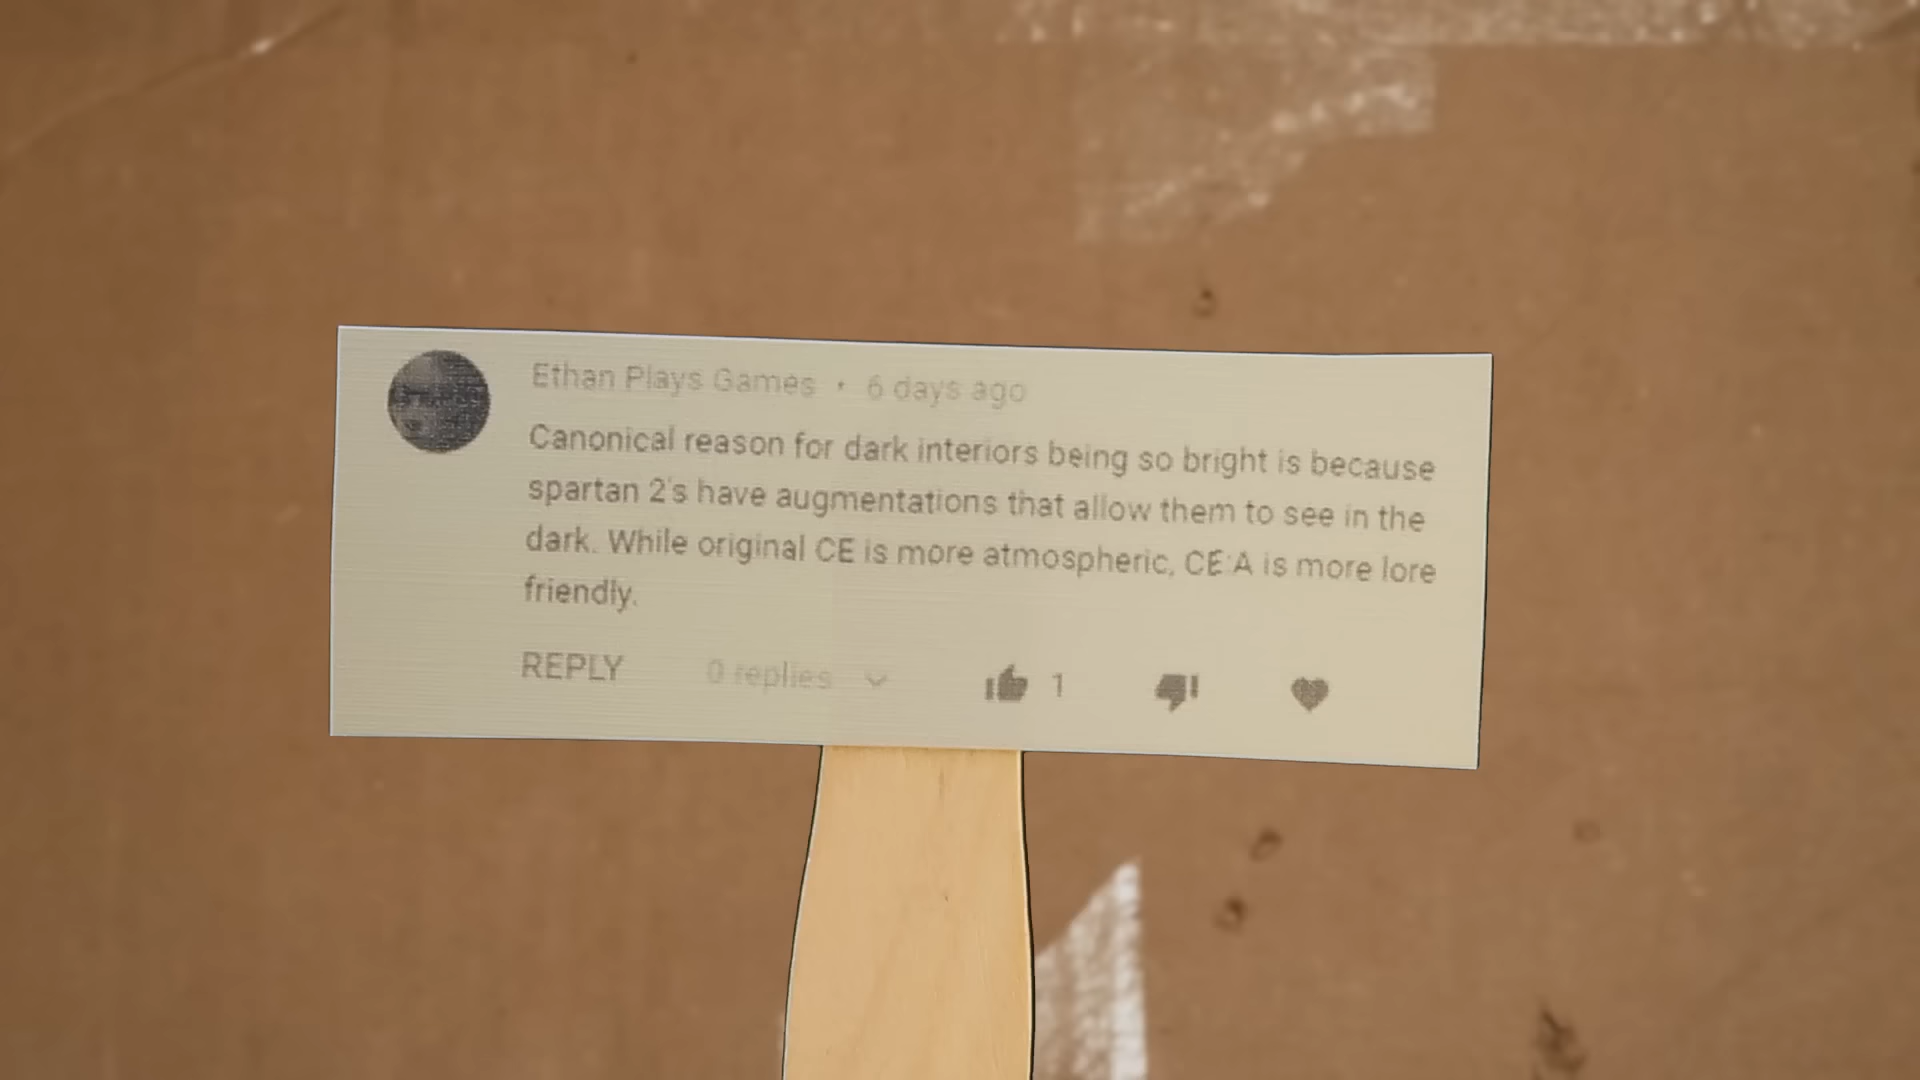 Ethan Plays Games · 6 days ago
Canonical reason for dark interiors being so bright is because
spartan 2's have augmentations that allow them to see in the
dark. While original CE is more atmospheric, CE:A is more lore
friendly.
REPLY 0 replies 1